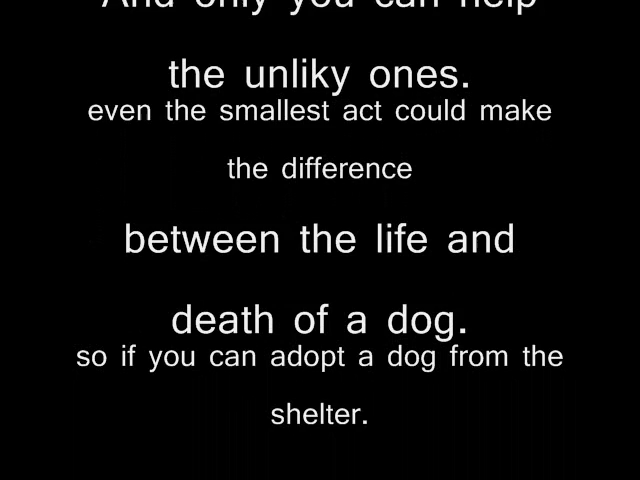 And only you can help
the unliky ones.
even the smallest act could make
the difference
between the life and
death of a dog.
so if you can adopt a dog from the
shelter.